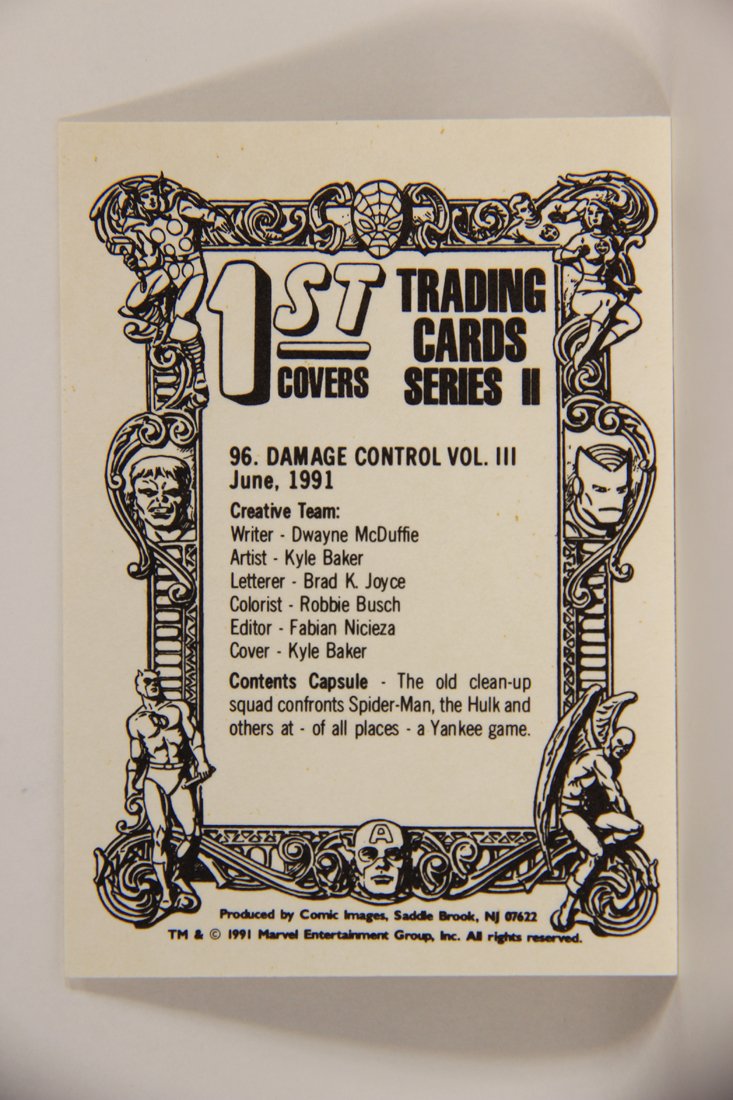 1ST COVERS
TRADING
CARDS
SERIES II
96. DAMAGE CONTROL VOL. III
June, 1991
Creative Team:
Writer - Dwayne McDuffie
Artist - Kyle Baker
Letterer - Brad K. Joyce
Colorist - Robbie Busch
Editor - Fabian Nicieza
Cover - Kyle Baker
Contents Capsule - The old clean-up
squad confronts Spider-Man, the Hulk and
others at - of all places - a Yankee game.
A
Produced by Comic Images, Saddle Brook, NJ 07622
TM & © 1991 Marvel Entertainment Group, Inc. All rights reserved.